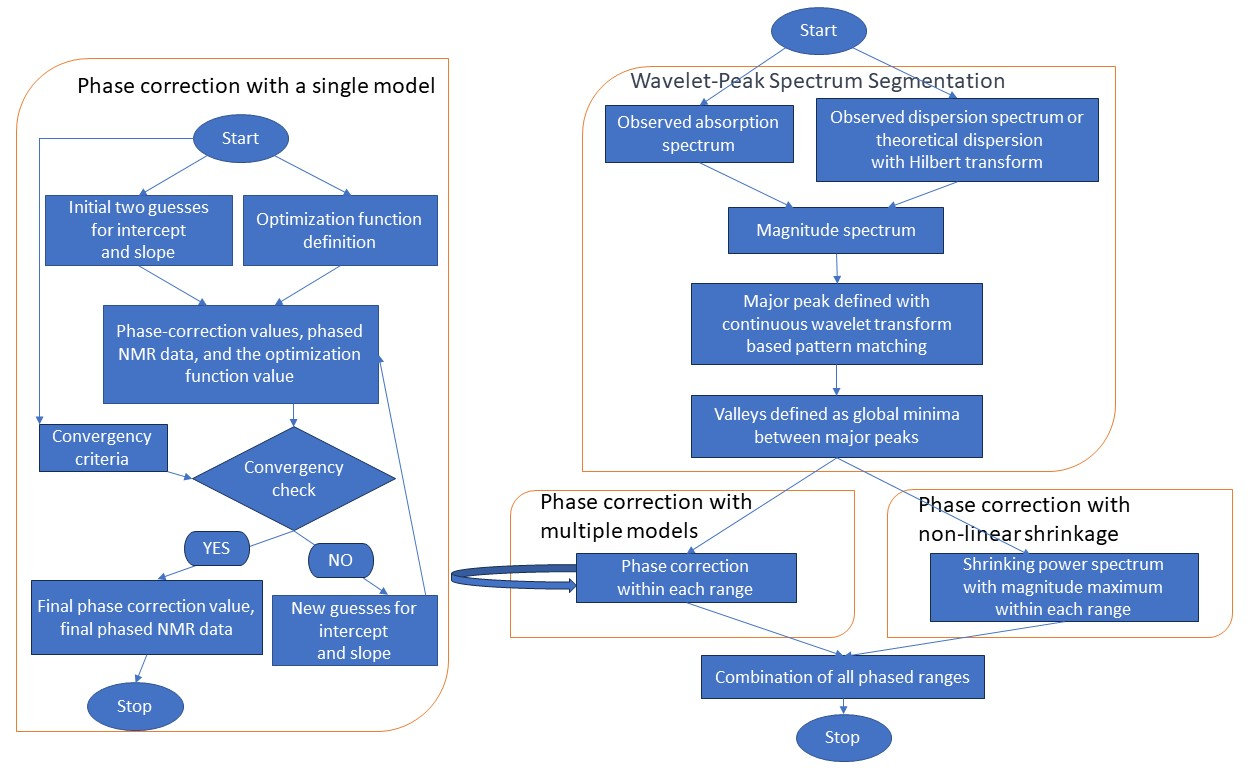 Phase correction with a single model
Start
Initial two guesses
for intercept
and slope
Optimization function
definition
Phase-correction values, phased
NMR data, and the optimization
function value
Convergency
criteria
Convergency
check
YES
NO
Final phase correction value,
final phased NMR data
New guesses for
intercept
and slope
Stop
Start
Wavelet-Peak Spectrum Segmentation
Observed absorption
spectrum
Observed dispersion spectrum or
theoretical dispersion
with Hilbert transform
Magnitude spectrum
Major peak defined with
continuous wavelet transform
based pattern matching
Valleys defined as global minima
between major peaks
Phase correction with
multiple models
Phase correction
within each range
Phase correction with
non-linear shrinkage
Shrinking power spectrum
with magnitude maximum
within each range
Combination of all phased ranges
Stop